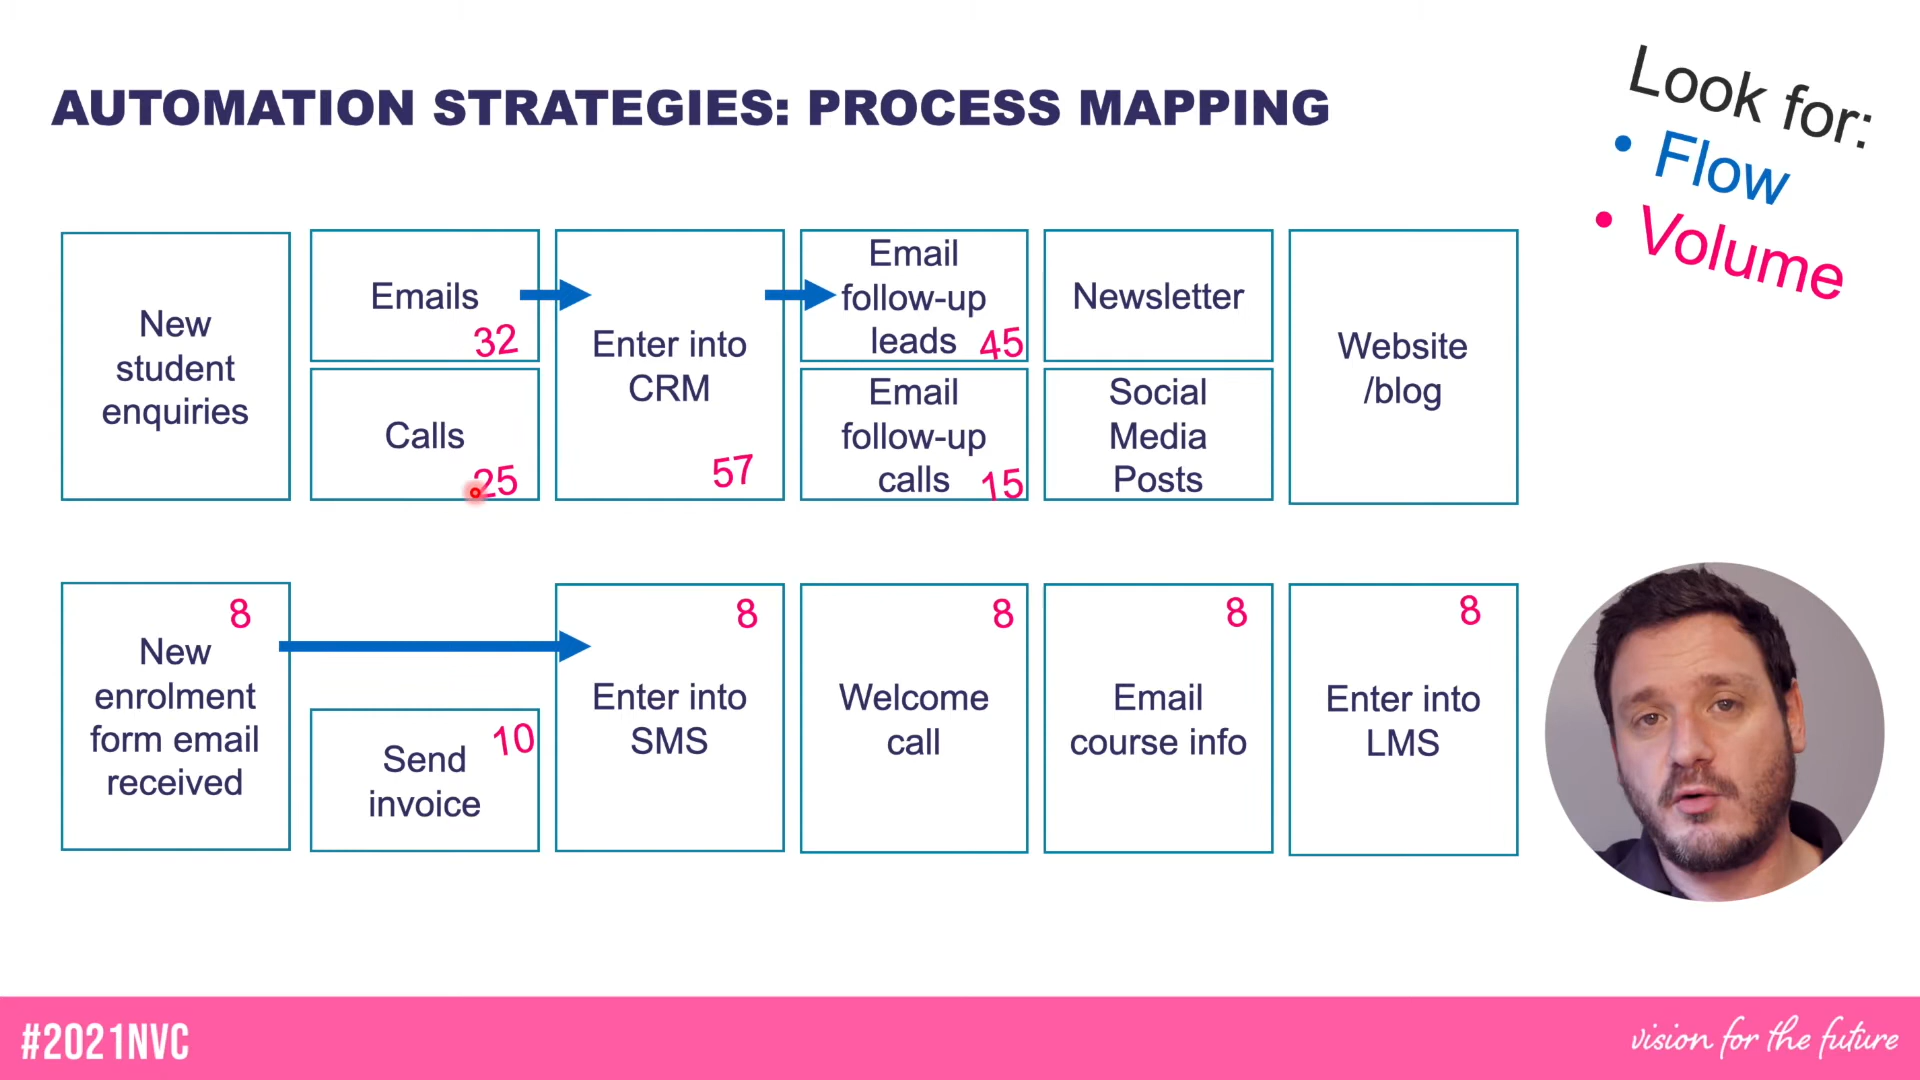 AUTOMATION STRATEGIES: PROCESS MAPPING
Look for:
• Flow
• Volume
New
student
enquiries
Emails
32
Calls
25
Enter into
CRM
57
Email
follow-up
leads 45
Email
follow-up
calls 15
Newsletter
Social
Media
Posts
Website
/blog
8
New
enrolment
form email
received
10
Send
invoice
8
Enter into
SMS
8
Welcome
call
8
Email
course info
8
Enter into
LMS
#2021NVC
vision for the future